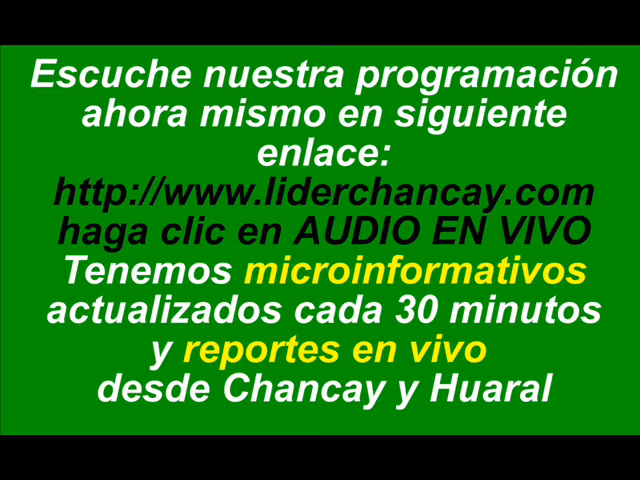 Escuche nuestra programación
ahora mismo en siguiente
enlace:
http://www.liderchancay.com
haga clic en AUDIO EN VIVO
Tenemos microinformativos
actualizados cada 30 minutos
y reportes en vivo
desde Chancay y Huaral